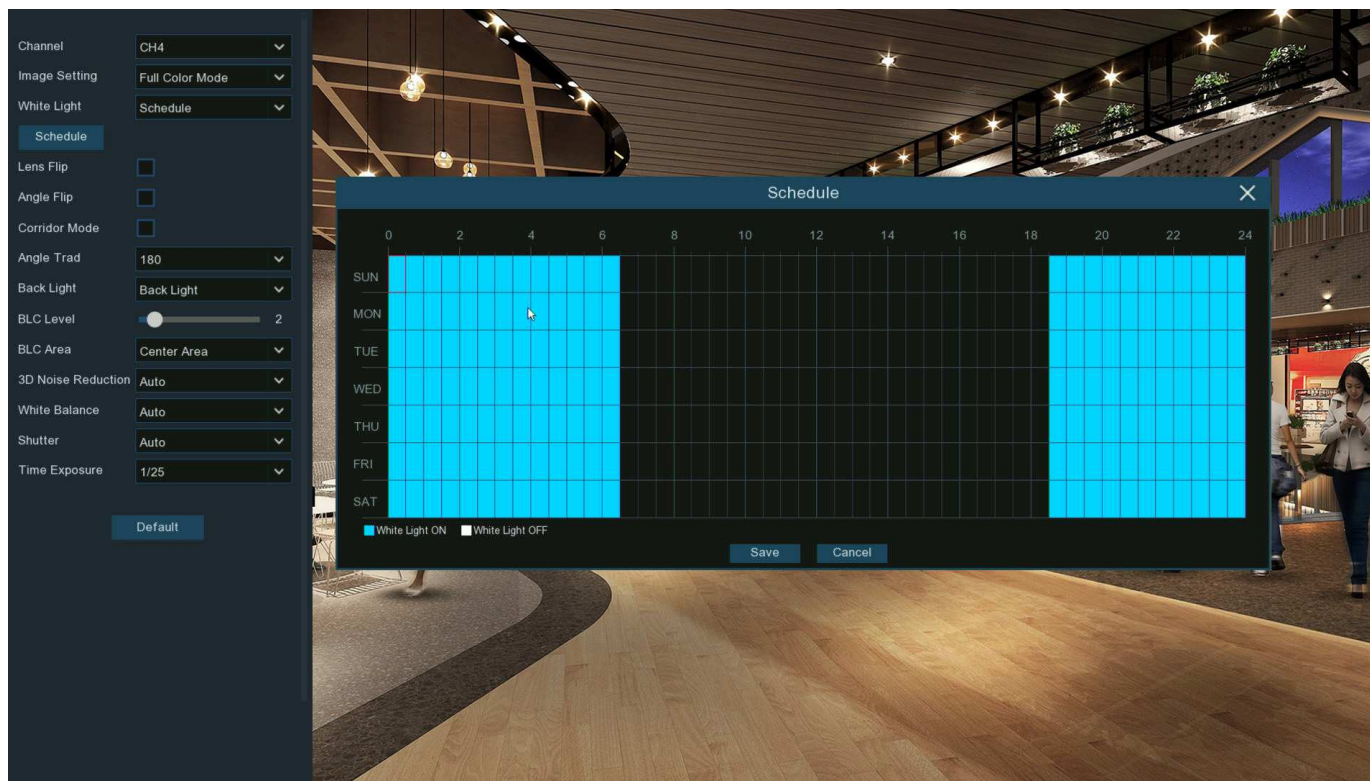 Channel CH4
Image Setting Full Color Mode
White Light Schedule
Schedule
Lens Flip
Angle Flip
Corridor Mode
Angle Trad 180
Back Light Back Light
BLC Level 2
BLC Area Center Area
3D Noise Reduction Auto
White Balance Auto
Shutter Auto
Time Exposure 1/25
Default
Schedule
0 2 4 6 8 10 12 14 16 18 20 22 24
SUN
MON
TUE
WED
THU
FRI
SAT
White Light ON White Light OFF
Save Cancel